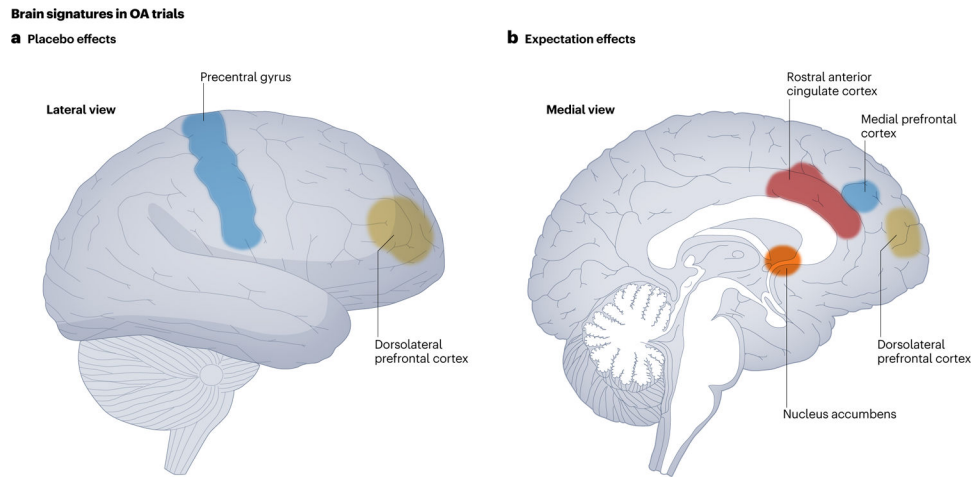 Brain signatures in OA trials
a Placebo effects
Precentral gyrus
Lateral view
Dorsolateral
prefrontal cortex
b Expectation effects
Rostral anterior
cingulate cortex
Medial view
Medial prefrontal
cortex
Dorsolateral
prefrontal cortex
Nucleus accumbens